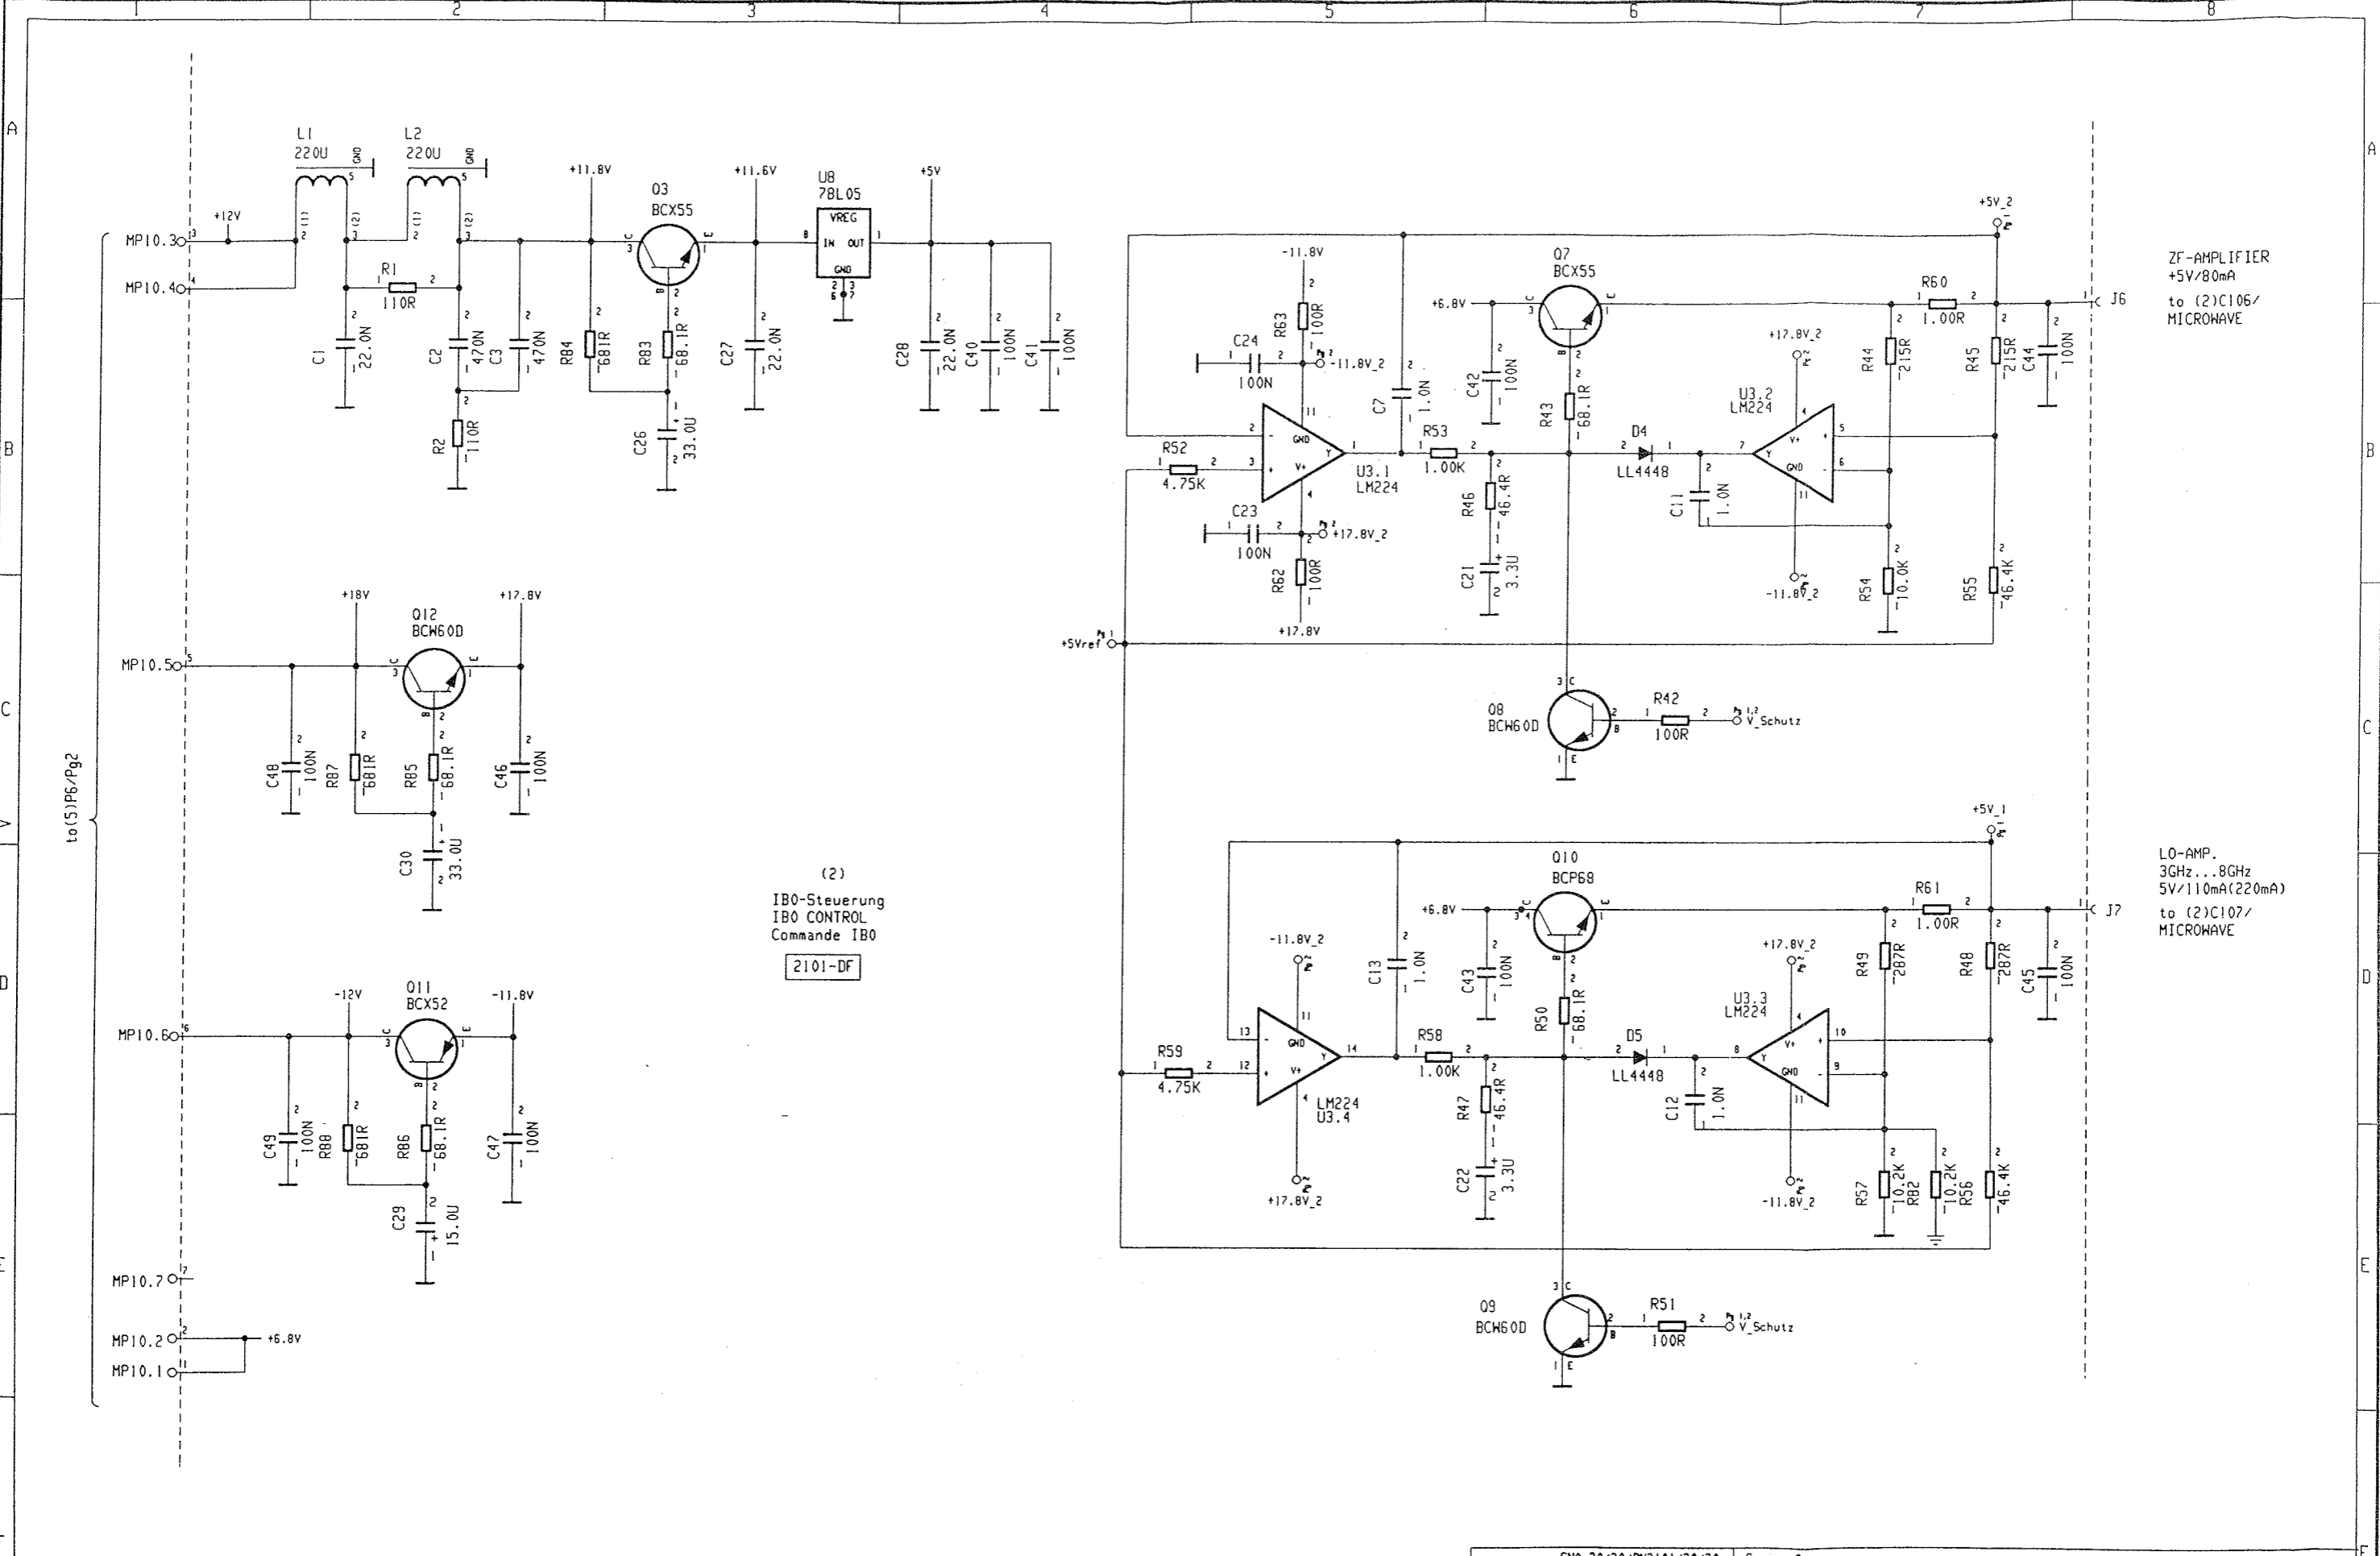 1 2 3 4 5 6 7 8
A
B
C
D
E
A
B
C
D
E
F
to(5)P6/Pg2
L1
220U
GND
L2
220U
GND
(1)
(2)
(1)
(2)
+12V
MP10.3
MP10.4
R1
110R
C1
22.0N
C2
470N
C3
470N
R2
110R
+11.8V
Q3
BCX55
R84
681R
R83
68.1R
C26
33.0U
+11.6V
C27
22.0N
U8
78L05
VREG
IN OUT
GND
+5V
C28
22.0N
C40
100N
C41
100N
MP10.5
+18V
Q12
BCW60D
+17.8V
C48
100N
R87
681R
R85
68.1R
C46
100N
C30
33.0U
MP10.6
-12V
Q11
BCX52
-11.8V
C49
100N
R88
681R
R86
68.1R
C47
100N
C29
15.0U
MP10.7
MP10.2
+6.8V
MP10.1
(2)
IBO-Steuerung
IBO CONTROL
Commande IBO
2101-DF
-11.8V
R63
100R
C24
100N
-11.8V_2
R52
4.75K
GND
V+
Y
U3.1
LM224
C23
100N
+17.8V_2
R62
100R
+17.8V
+5Vref
C7
1.0N
R53
1.00K
+6.8V
C42
100N
Q7
BCX55
R43
68.1R
R46
46.4R
C21
3.3U
D4
LL4448
C11
1.0N
U3.2
LM224
+17.8V_2
V+
GND
Y
-11.8V_2
R44
215R
R60
1.00R
R45
215R
C44
100N
R54
10.0K
R55
46.4K
+5V_2
J6
ZF-AMPLIFIER
+5V/80mA
to (2)C106/
MICROWAVE
Q8
BCW60D
R42
100R
V_Schutz
+5V_1
-11.8V_2
R59
4.75K
GND
V+
Y
LM224
U3.4
+17.8V_2
C13
1.0N
R58
1.00K
+6.8V
C43
100N
Q10
BCP68
R50
68.1R
R47
46.4R
C22
3.3U
D5
LL4448
C12
1.0N
U3.3
LM224
+17.8V_2
V+
GND
Y
-11.8V_2
R49
287R
R61
1.00R
R48
287R
C45
100N
R57
10.2K
R82
10.2K
R56
46.4K
J7
LO-AMP.
3GHz...8GHz
5V/110mA(220mA)
to (2)C107/
MICROWAVE
Q9
BCW60D
R51
100R
V_Schutz